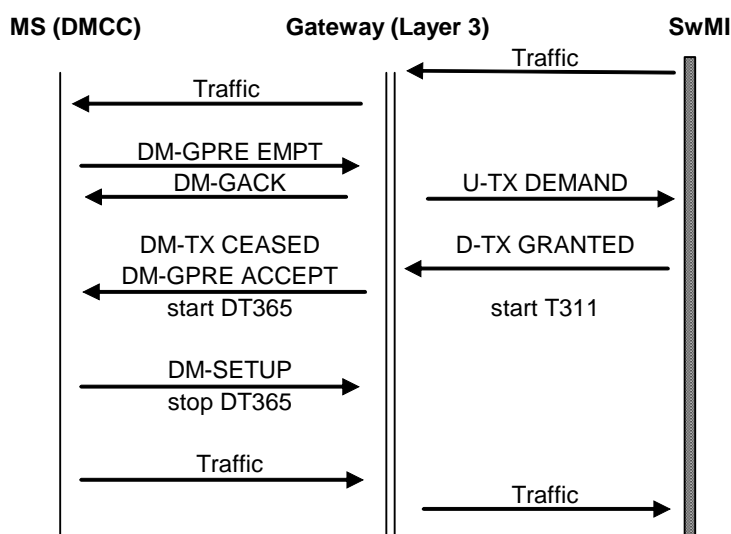 MS (DMCC) Gateway (Layer 3) SwMI
Traffic
Traffic
DM-GPRE EMPT
DM-GACK U-TX DEMAND
DM-TX CEASED D-TX GRANTED
DM-GPRE ACCEPT
start DT365 start T311
DM-SETUP
stop DT365
Traffic
Traffic